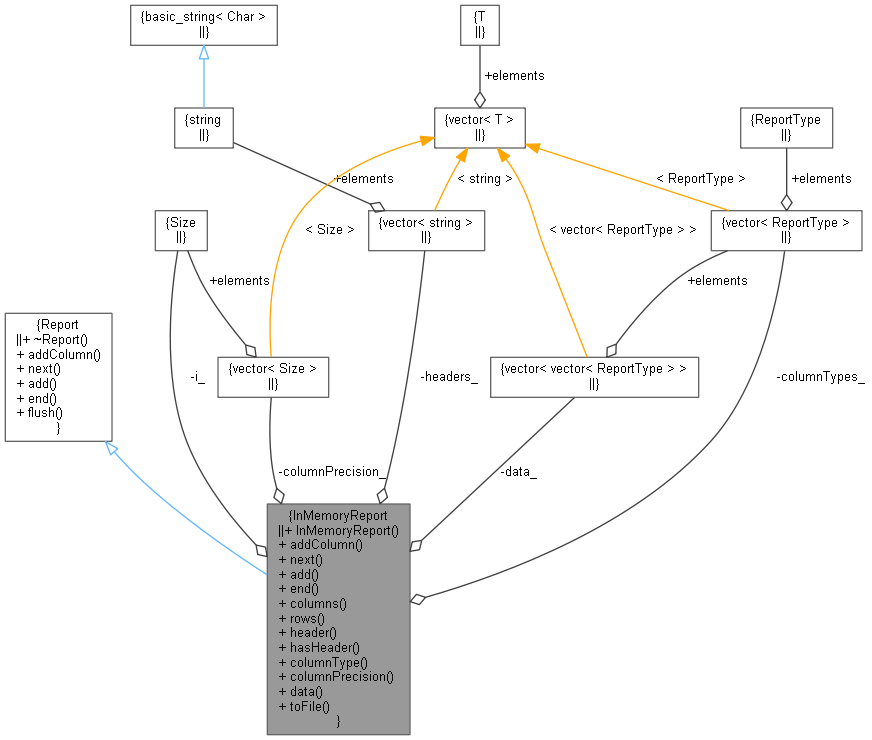 {basic_string< Char >
||}
{T
||}
+elements
{string
||}
{vector< T >
||}
{ReportType
||}
+elements
< string >
< ReportType >
+elements
{Size
||}
{vector< string >
||}
{vector< ReportType >
||}
< Size >
< vector< ReportType > >
+elements
+elements
{Report
||+ ~Report()
+ addColumn()
+ next()
+ add()
+ end()
+ flush()
}
{vector< Size >
||}
{vector< vector< ReportType > >
||}
-i_
-headers_
-columnTypes_
-columnPrecision_
-data_
{InMemoryReport
||+ InMemoryReport()
+ addColumn()
+ next()
+ add()
+ end()
+ columns()
+ rows()
+ header()
+ hasHeader()
+ columnType()
+ columnPrecision()
+ data()
+ toFile()
}